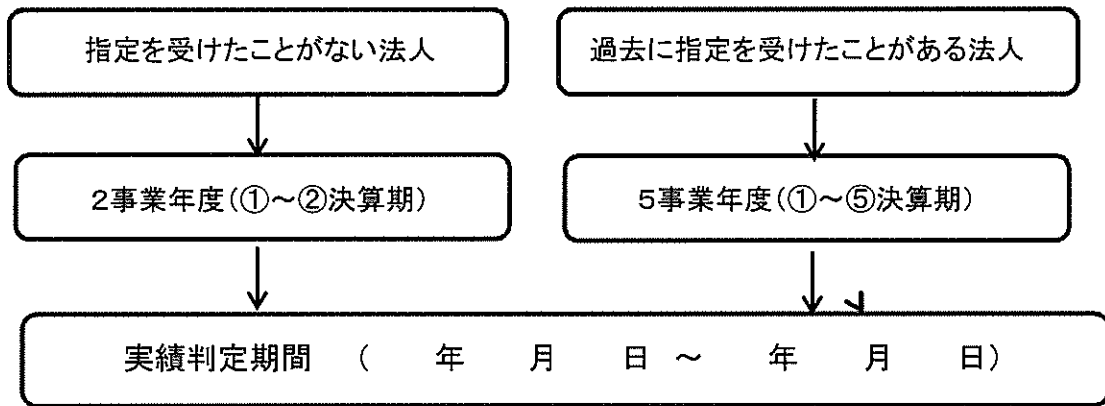 指定を受けたことがない法人
過去に指定を受けたことがある法人
2事業年度(①～②決算期)
5事業年度(①～⑤決算期)
実績判定期間 ( 年 月 日 ～ 年 月 日)